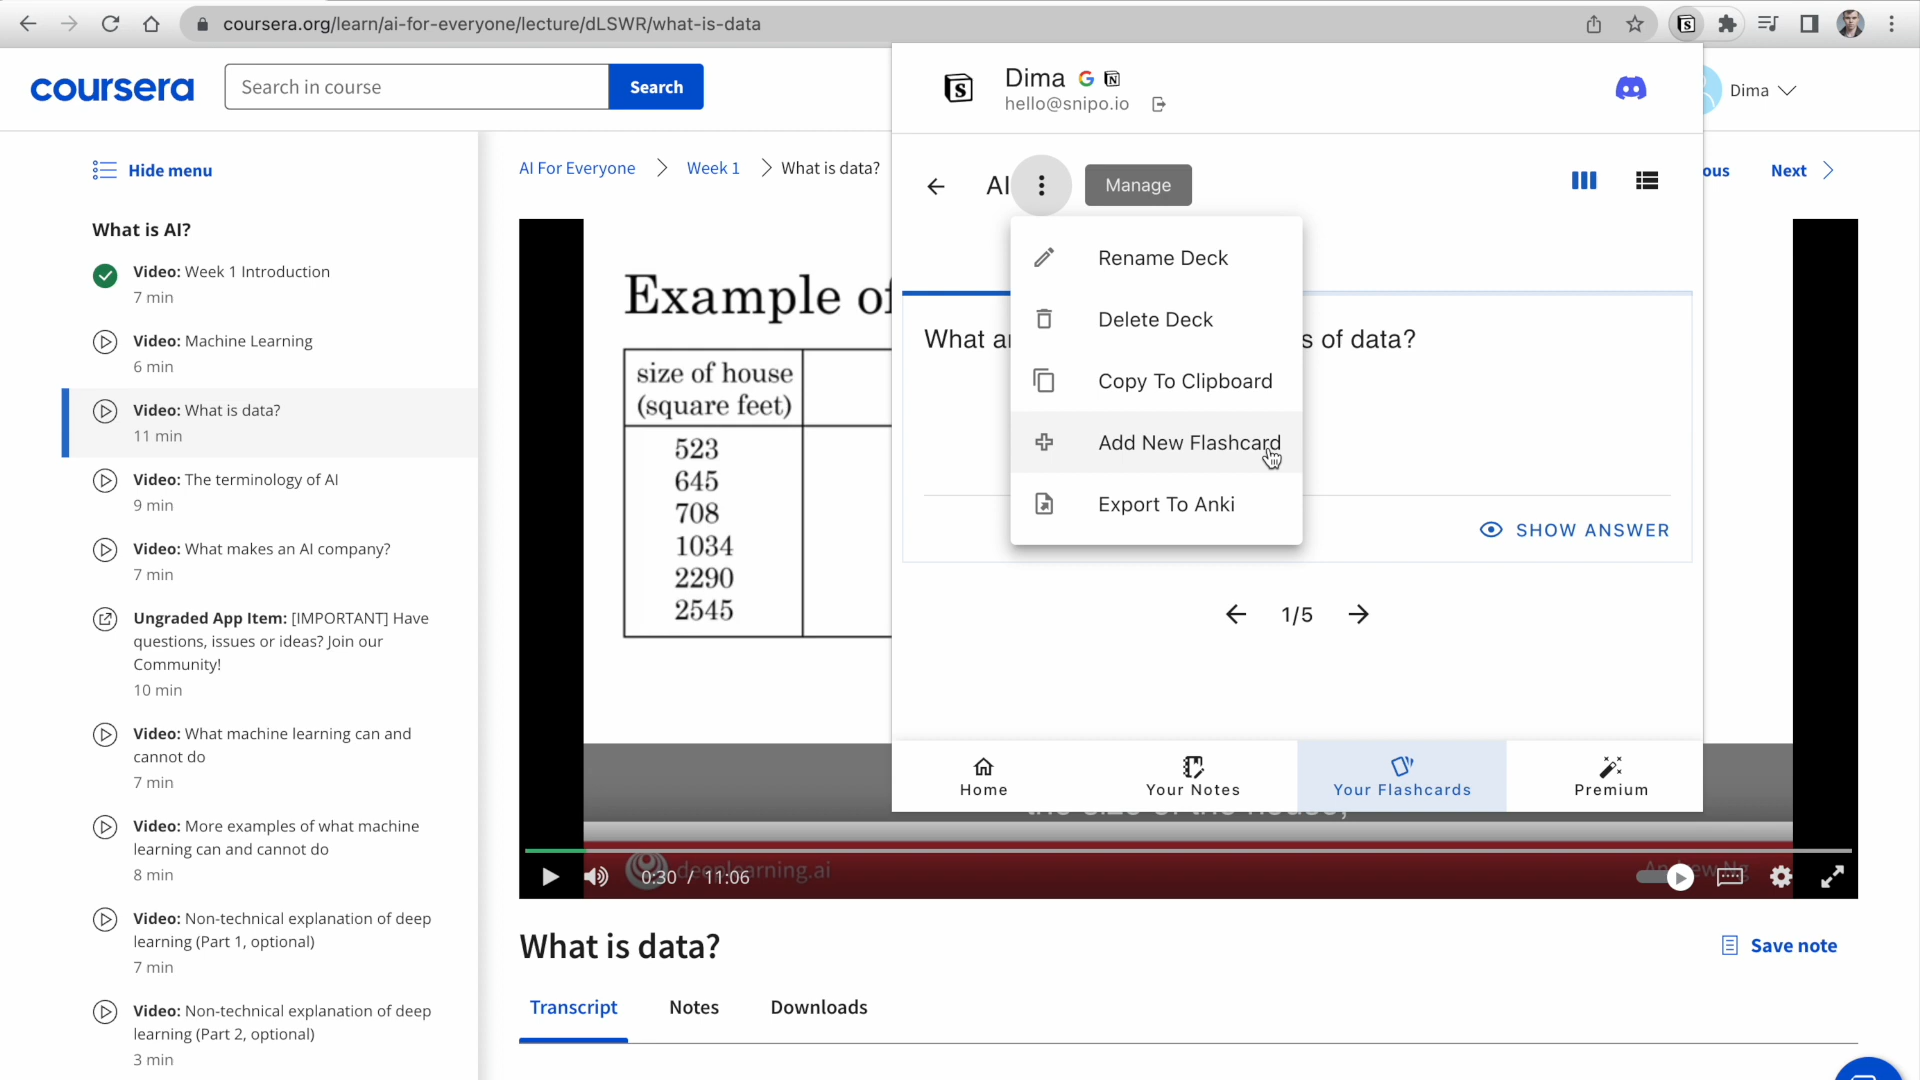 coursera.org/learn/ai-for-everyone/lecture/dLSWR/what-is-data
coursera
Search in course
Search
Dima
hello@snipo.io
Dima
Hide menu
AI For Everyone
Week 1
What is data?
AI
Manage
ous
Next
What is AI?
Video: Week 1 Introduction
7 min
Video: Machine Learning
6 min
Video: What is data?
11 min
Video: The terminology of AI
9 min
Video: What makes an AI company?
7 min
Ungraded App Item: [IMPORTANT] Have
questions, issues or ideas? Join our
Community!
10 min
Video: What machine learning can and
cannot do
7 min
Video: More examples of what machine
learning can and cannot do
8 min
Video: Non-technical explanation of deep
learning (Part 1, optional)
7 min
Video: Non-technical explanation of deep
learning (Part 2, optional)
3 min
Example of
size of house
(square feet)
523
645
708
1034
2290
2545
Rename Deck
Delete Deck
Copy To Clipboard
Add New Flashcard
Export To Anki
What a
s of data?
SHOW ANSWER
1/5
Home
Your Notes
Your Flashcards
Premium
the size of the house,
0:30 / 11:06
deeplearning.ai
Andrew Ng
What is data?
Save note
Transcript
Notes
Downloads